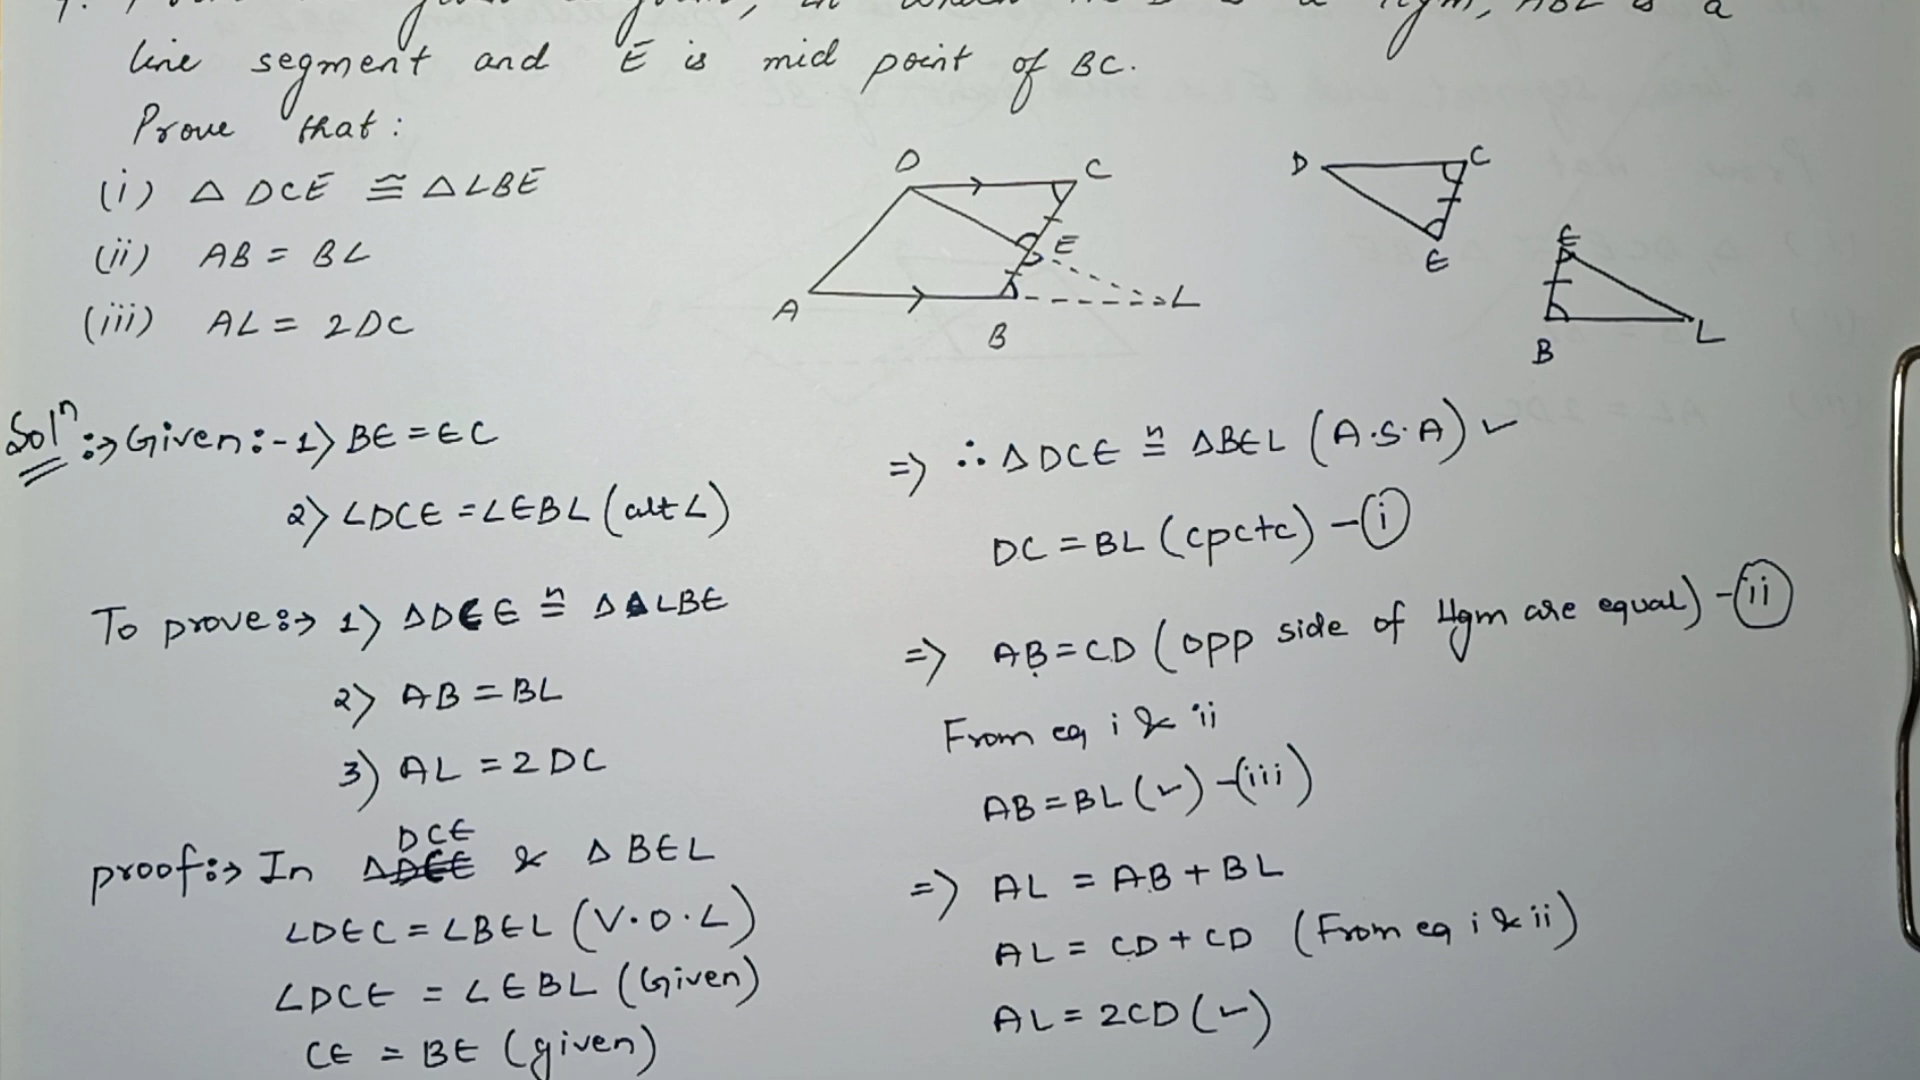 line segment and E is mid point of BC.
Prove that:
(i) △ DCE ≅ △LBE
(ii) AB = BL
(iii) AL = 2DC
D C E A B L
D C E
E B L
Solⁿ:→ Given:- 1) BE = EC
2) ∠DCE = ∠EBL (alt ∠)
To prove:→ 1) △DCE ≅ △LBE
2) AB = BL
3) AL = 2DC
proof:→ In △DCE & △BEL
∠DEC = ∠BEL (V.O.∠)
∠DCE = ∠EBL (Given)
CE = BE (given)
=> ∴ △DCE ≅ △BEL (A.S.A) ✓
DC = BL (cpctc) - (i)
=> AB = CD (opp side of llgm are equal) - (ii)
From eq i & ii
AB = BL (✓) - (iii)
=> AL = AB + BL
AL = CD + CD (From eq i & ii)
AL = 2CD (✓)